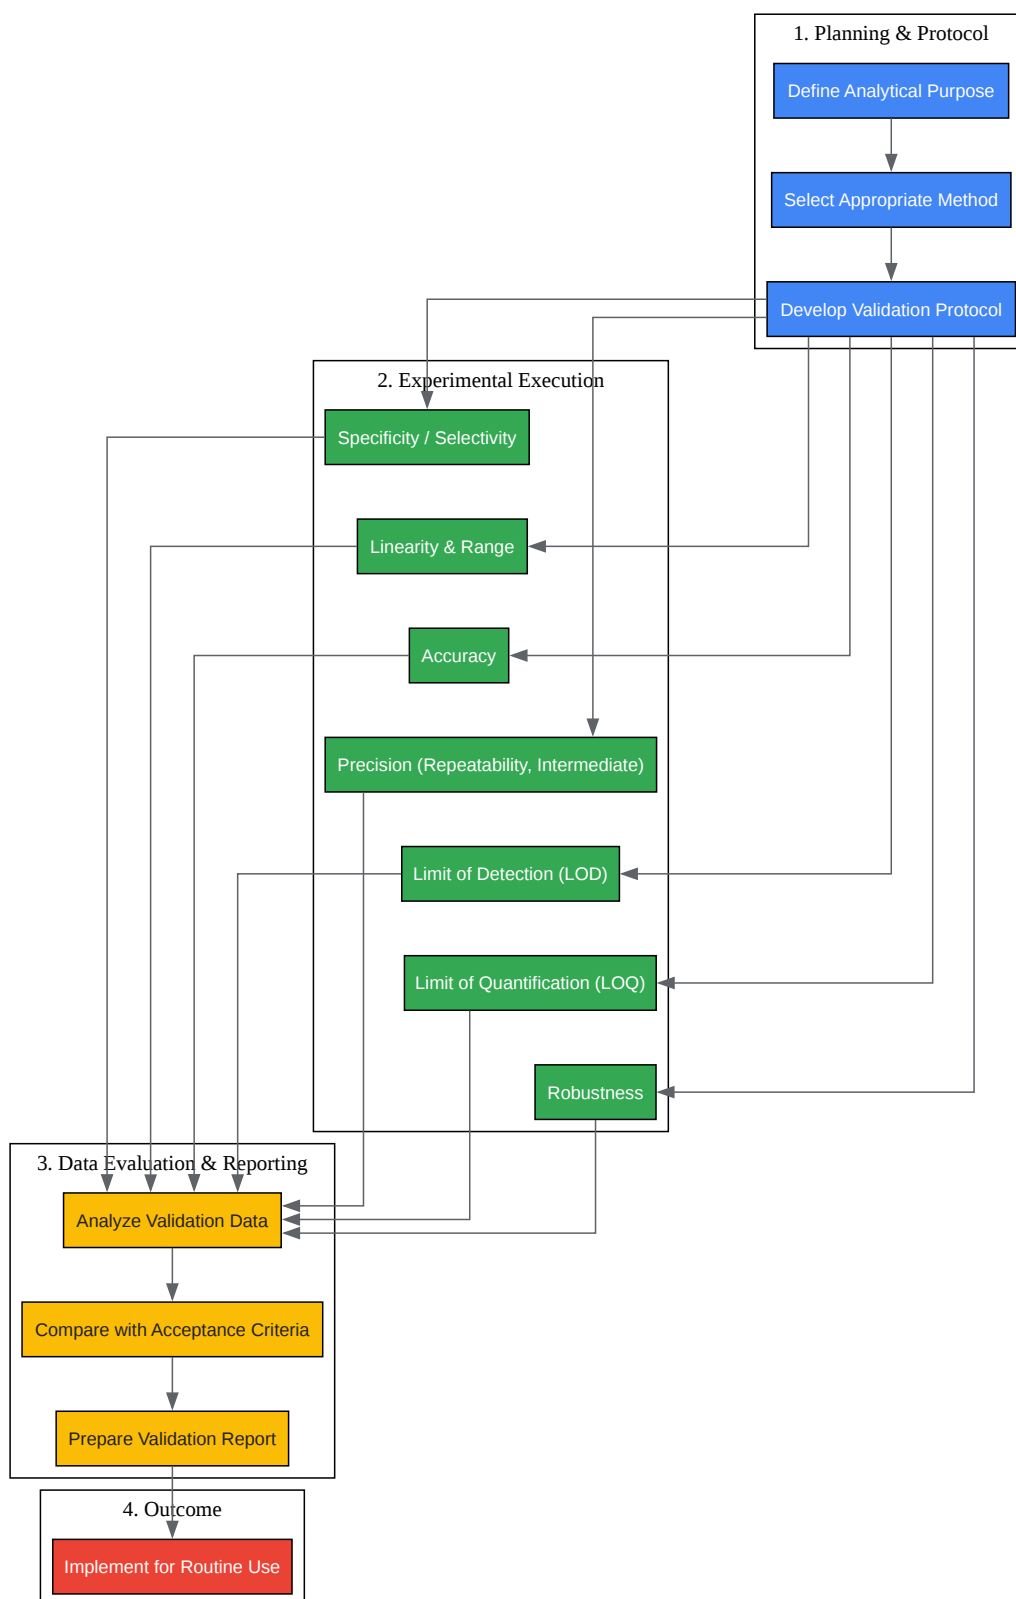 1. Planning & Protocol
Define Analytical Purpose
Select Appropriate Method
Develop Validation Protocol
2. Experimental Execution
Specificity / Selectivity
Linearity & Range
Accuracy
Precision (Repeatability, Intermediate)
Limit of Detection (LOD)
Limit of Quantification (LOQ)
Robustness
3. Data Evaluation & Reporting
Analyze Validation Data
Compare with Acceptance Criteria
Prepare Validation Report
4. Outcome
Implement for Routine Use